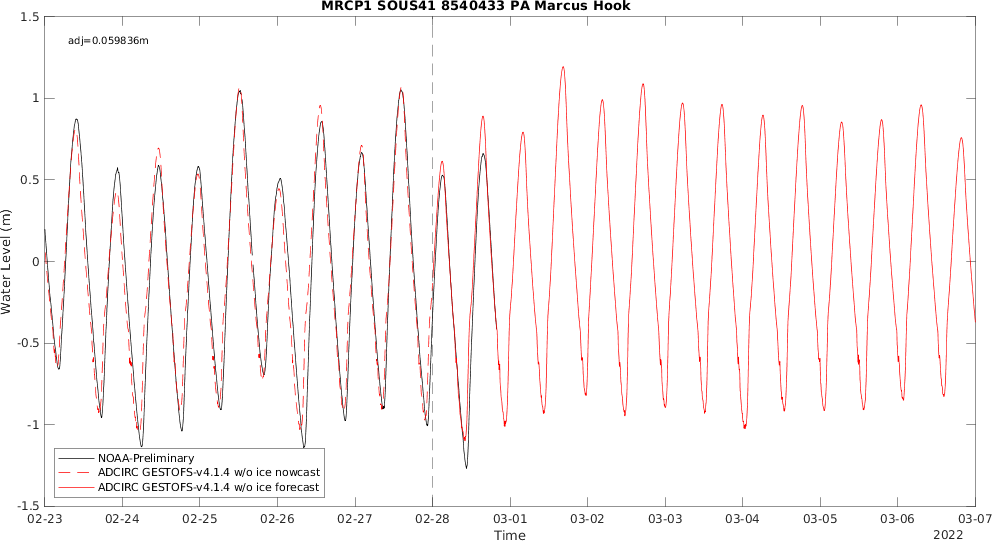 MRCP1 SOUS41 8540433 PA Marcus Hook
adj=0.059836m
1.5
1
0.5
0
-0.5
-1
-1.5
Water Level (m)
NOAA-Preliminary
ADCIRC GESTOFS-v4.1.4 w/o ice nowcast
ADCIRC GESTOFS-v4.1.4 w/o ice forecast
02-23 02-24 02-25 02-26 02-27 02-28 03-01 03-02 03-03 03-04 03-05 03-06 03-07
Time
2022